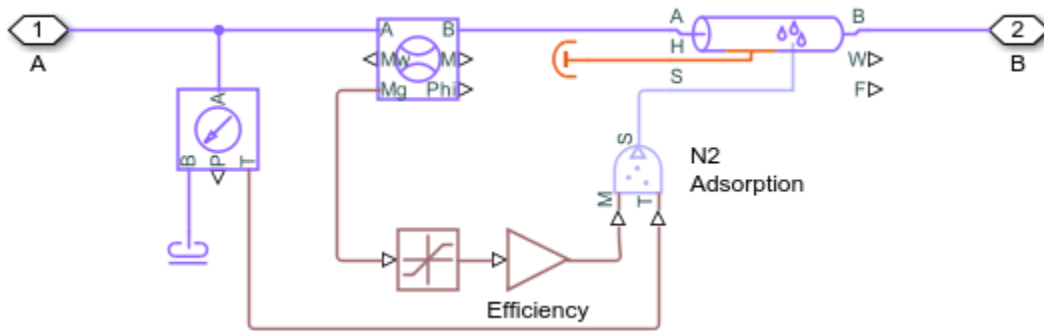 1
A
A B
Mw M
Mg Phi
A
B P T
A B
H
S
W
F
2
B
S
M T
N2
Adsorption
Efficiency